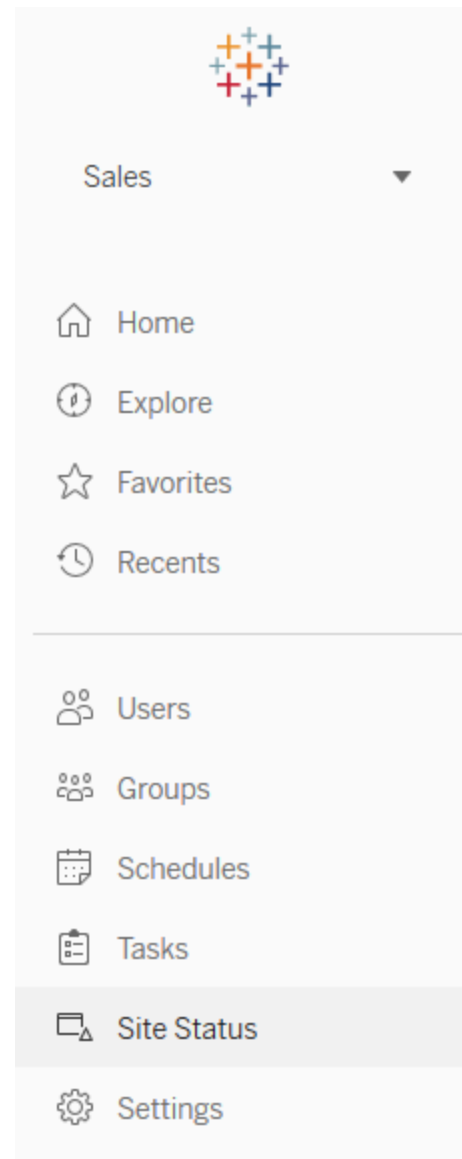 Sales
Home
Explore
Favorites
Recents
Users
Groups
Schedules
Tasks
Site Status
Settings